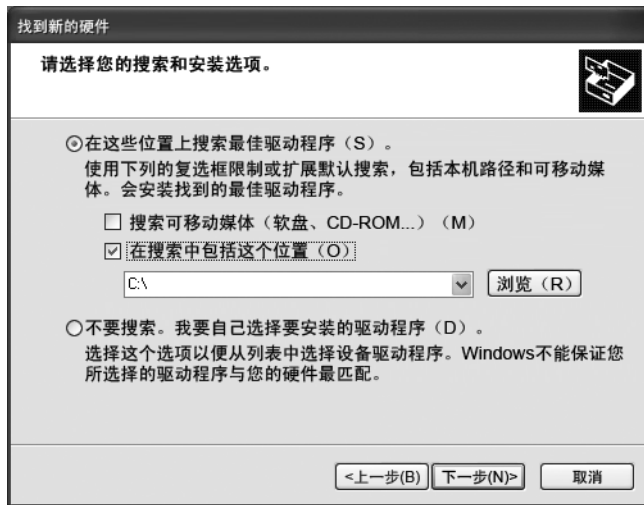 找到新的硬件
请选择您的搜索和安装选项。
在这些位置上搜索最佳驱动程序（S）。
使用下列的复选框限制或扩展默认搜索，包括本机路径和可移动媒
体。会安装找到的最佳驱动程序。
搜索可移动媒体（软盘、CD-ROM...）（M）
在搜索中包括这个位置（O）
C:\
浏览（R）
不要搜索。我要自己选择要安装的驱动程序（D）。
选择这个选项以便从列表中选择设备驱动程序。Windows不能保证您
所选择的驱动程序与您的硬件最匹配。
<上一步(B) 下一步(N)> 取消